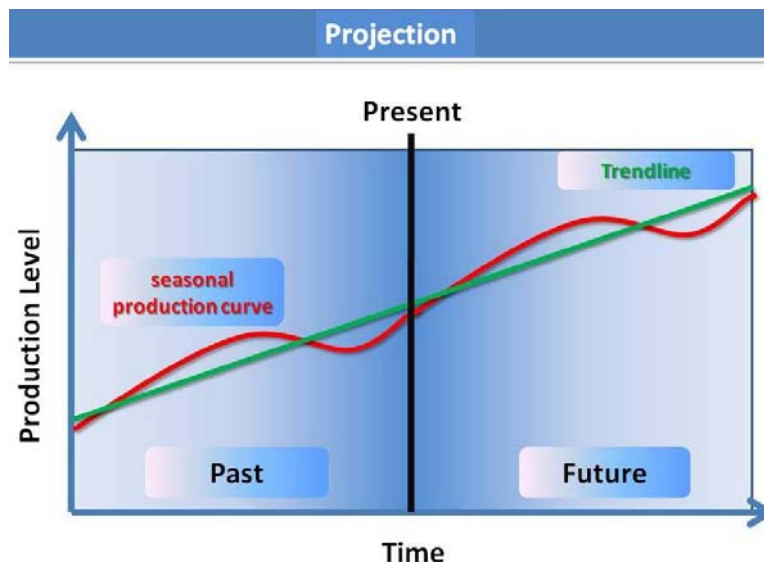 Projection
Present
Trendline
seasonal
production curve
Production Level
Past
Future
Time